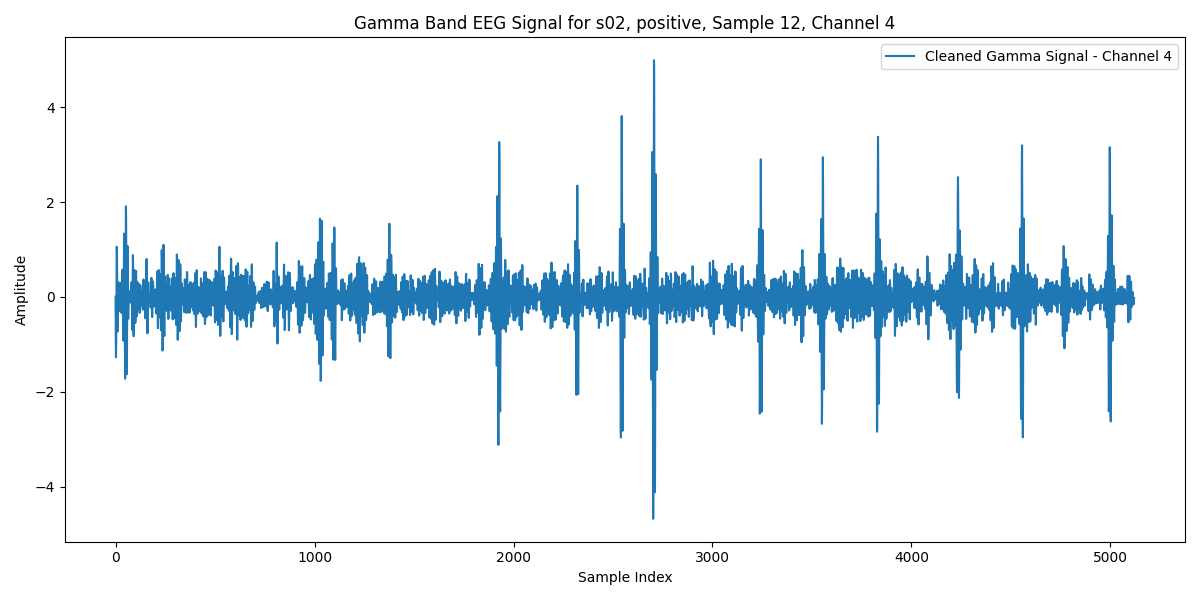 Gamma Band EEG Signal for s02, positive, Sample 12, Channel 4
Cleaned Gamma Signal - Channel 4
Amplitude
4
2
0
−2
−4
0 1000 2000 3000 4000 5000
Sample Index